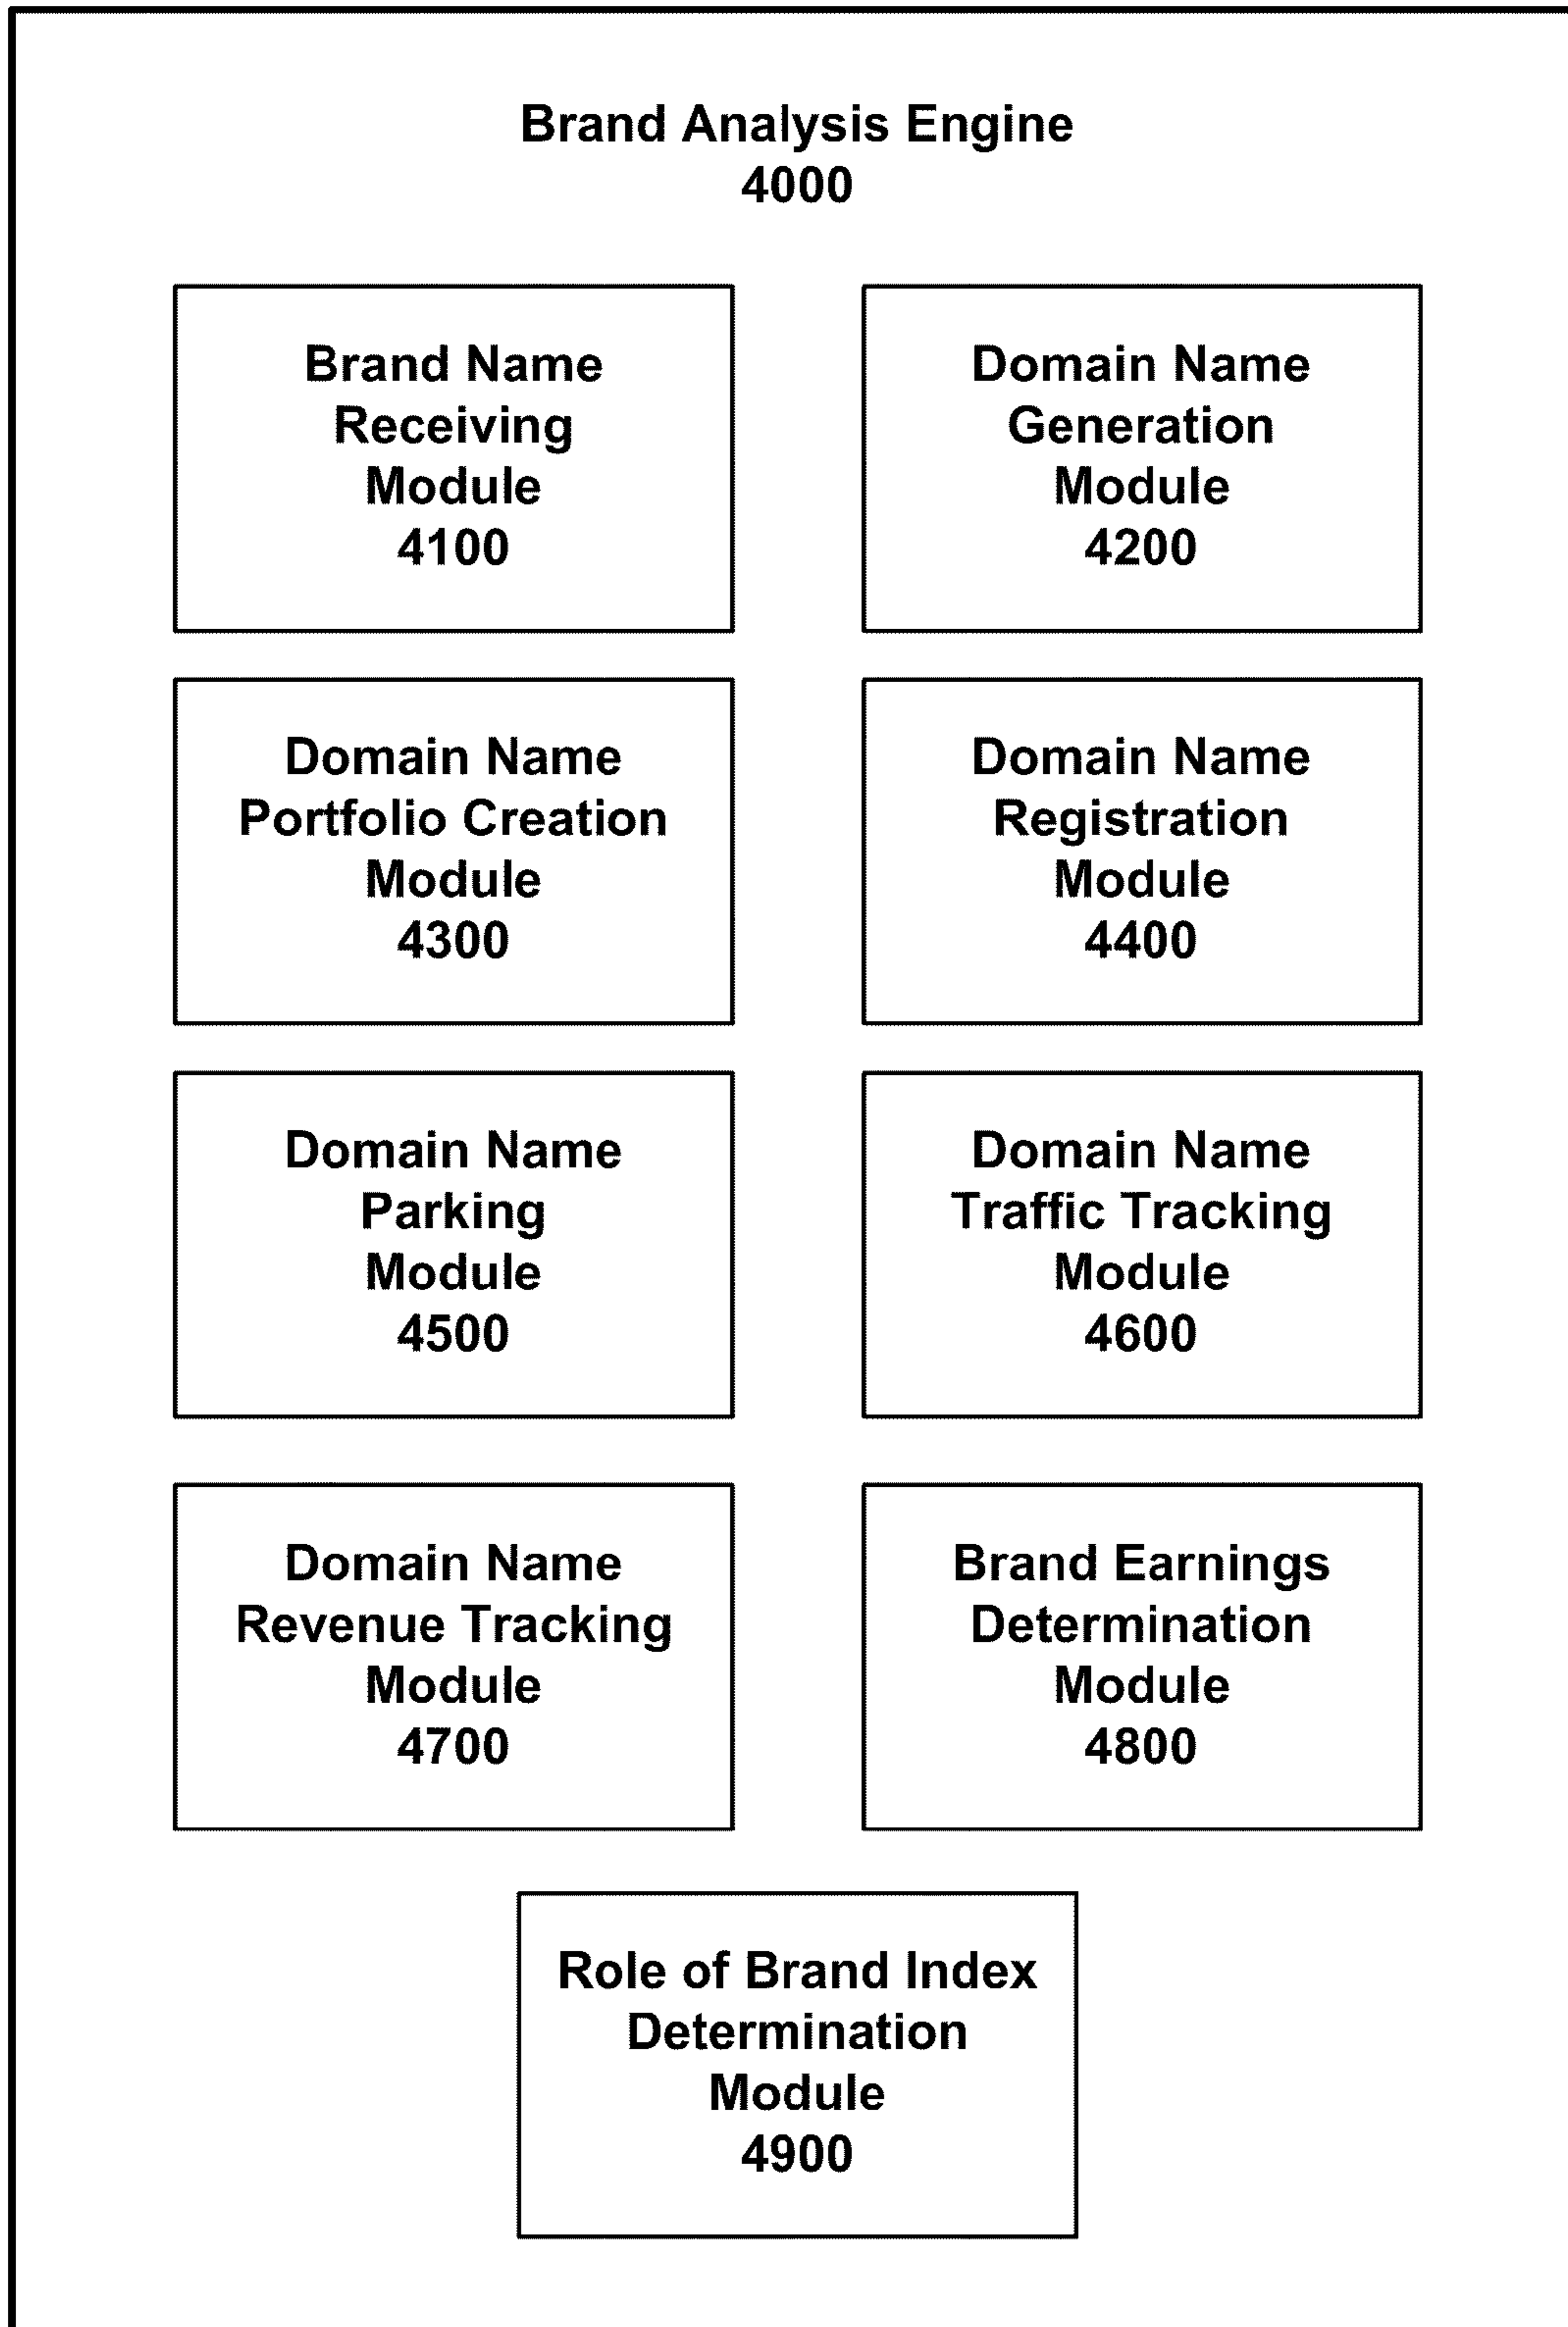 Brand Analysis Engine
4000
Brand Name
Receiving
Module
4100
Domain Name
Generation
Module
4200
Domain Name
Portfolio Creation
Module
4300
Domain Name
Registration
Module
4400
Domain Name
Parking
Module
4500
Domain Name
Traffic Tracking
Module
4600
Domain Name
Revenue Tracking
Module
4700
Brand Earnings
Determination
Module
4800
Role of Brand Index
Determination
Module
4900